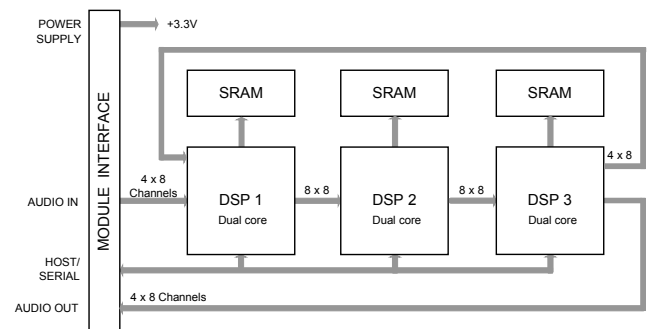 POWER
SUPPLY
+3.3V
MODULE INTERFACE
SRAM
SRAM
SRAM
4 x 8
4 x 8
Channels
AUDIO IN
DSP 1
Dual core
8 x 8
DSP 2
Dual core
8 x 8
DSP 3
Dual core
HOST/
SERIAL
4 x 8 Channels
AUDIO OUT